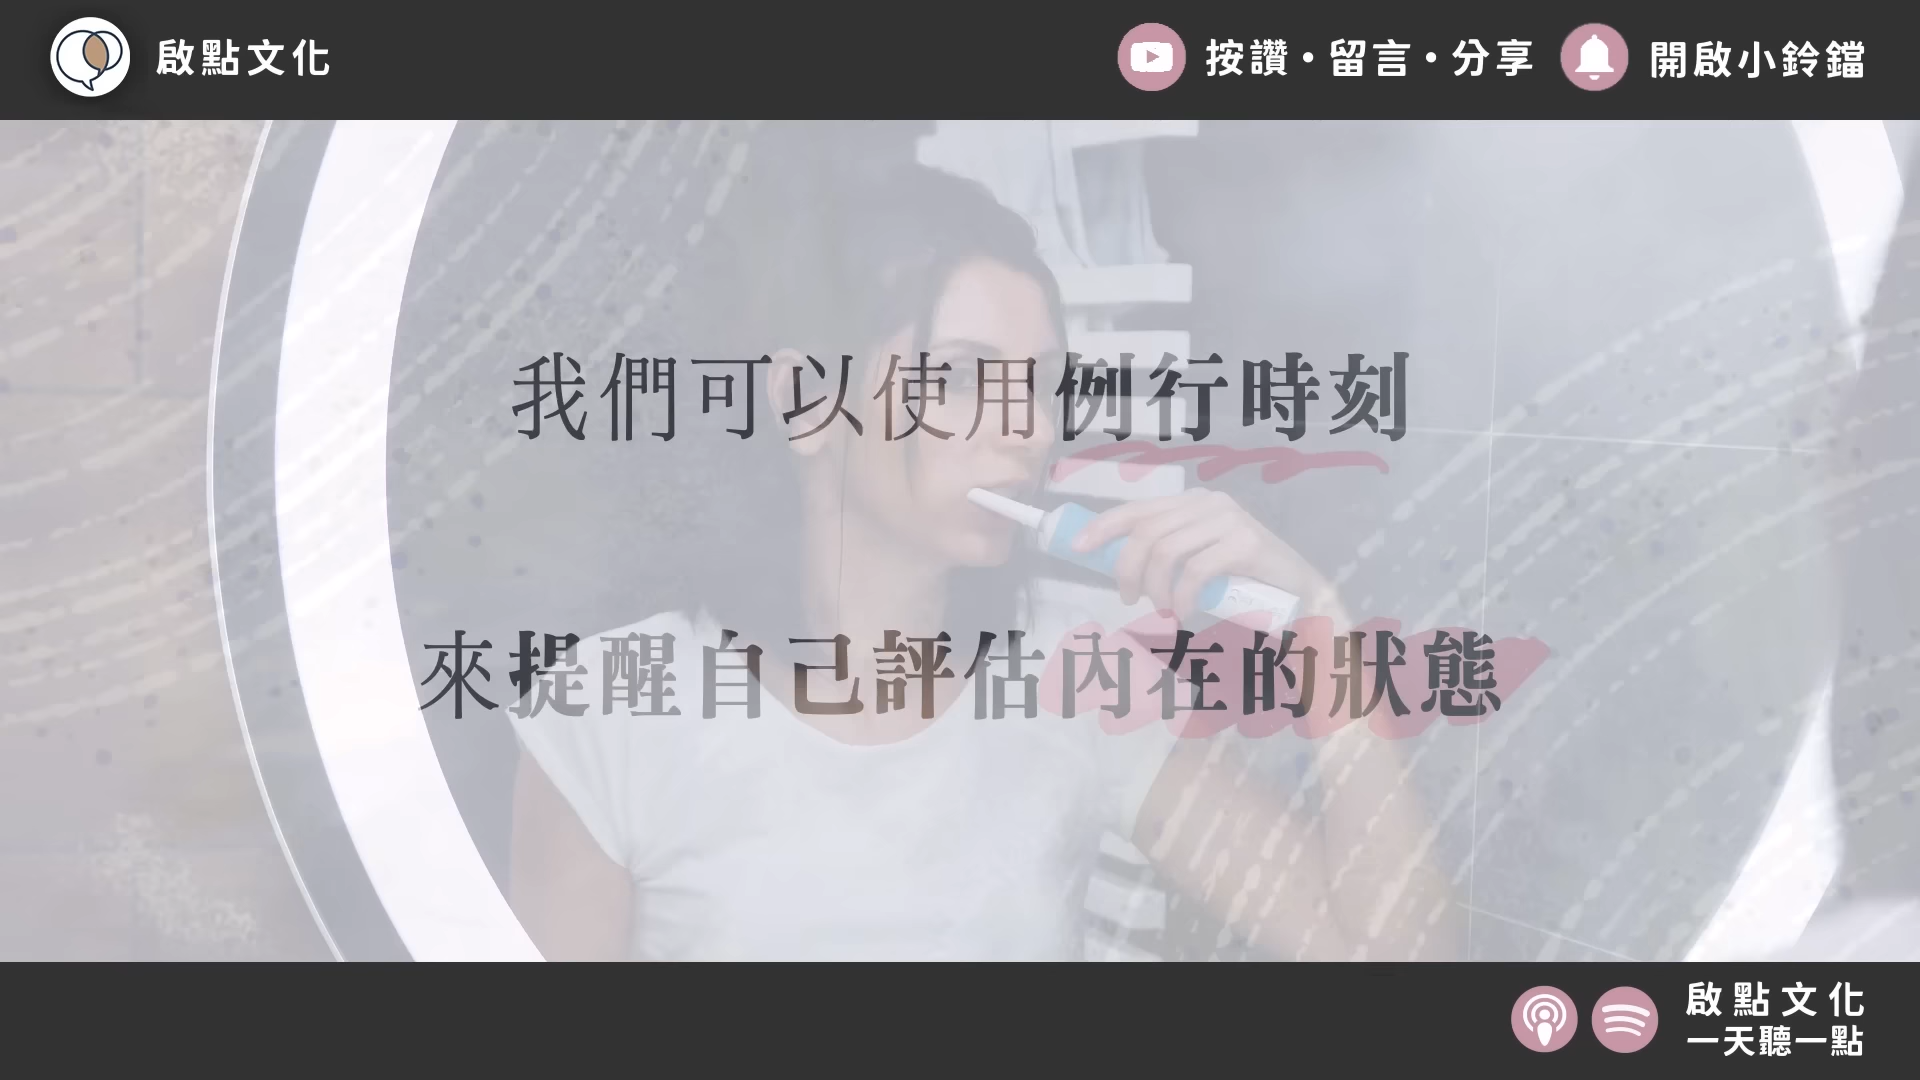 啟點文化
按讚・留言・分享
開啟小鈴鐺
我們可以使用例行時刻
來提醒自己評估內在的狀態
啟點文化
一天聽一點